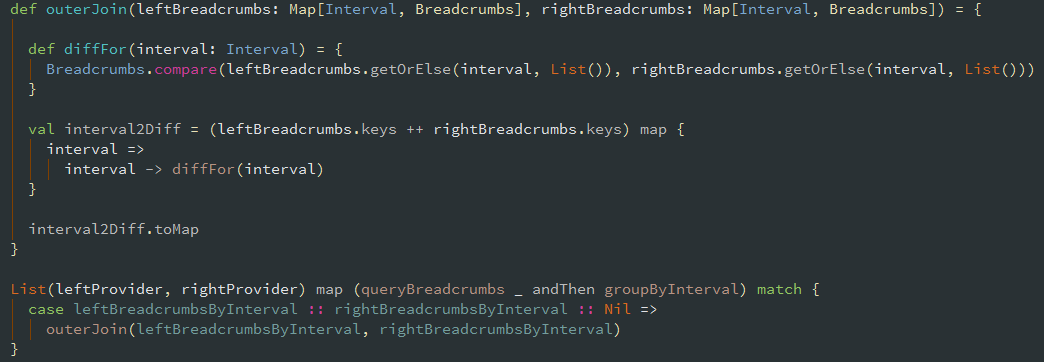 def outerJoin(leftBreadcrumbs: Map[Interval, Breadcrumbs], rightBreadcrumbs: Map[Interval, Breadcrumbs]) = {
def diffFor(interval: Interval) = {
Breadcrumbs.compare(leftBreadcrumbs.getOrElse(interval, List()), rightBreadcrumbs.getOrElse(interval, List()))
}
val interval2Diff = (leftBreadcrumbs.keys ++ rightBreadcrumbs.keys) map {
interval =>
interval -> diffFor(interval)
}
interval2Diff.toMap
}
List(leftProvider, rightProvider) map (queryBreadcrumbs _ andThen groupByInterval) match {
case leftBreadcrumbsByInterval :: rightBreadcrumbsByInterval :: Nil =>
outerJoin(leftBreadcrumbsByInterval, rightBreadcrumbsByInterval)
}